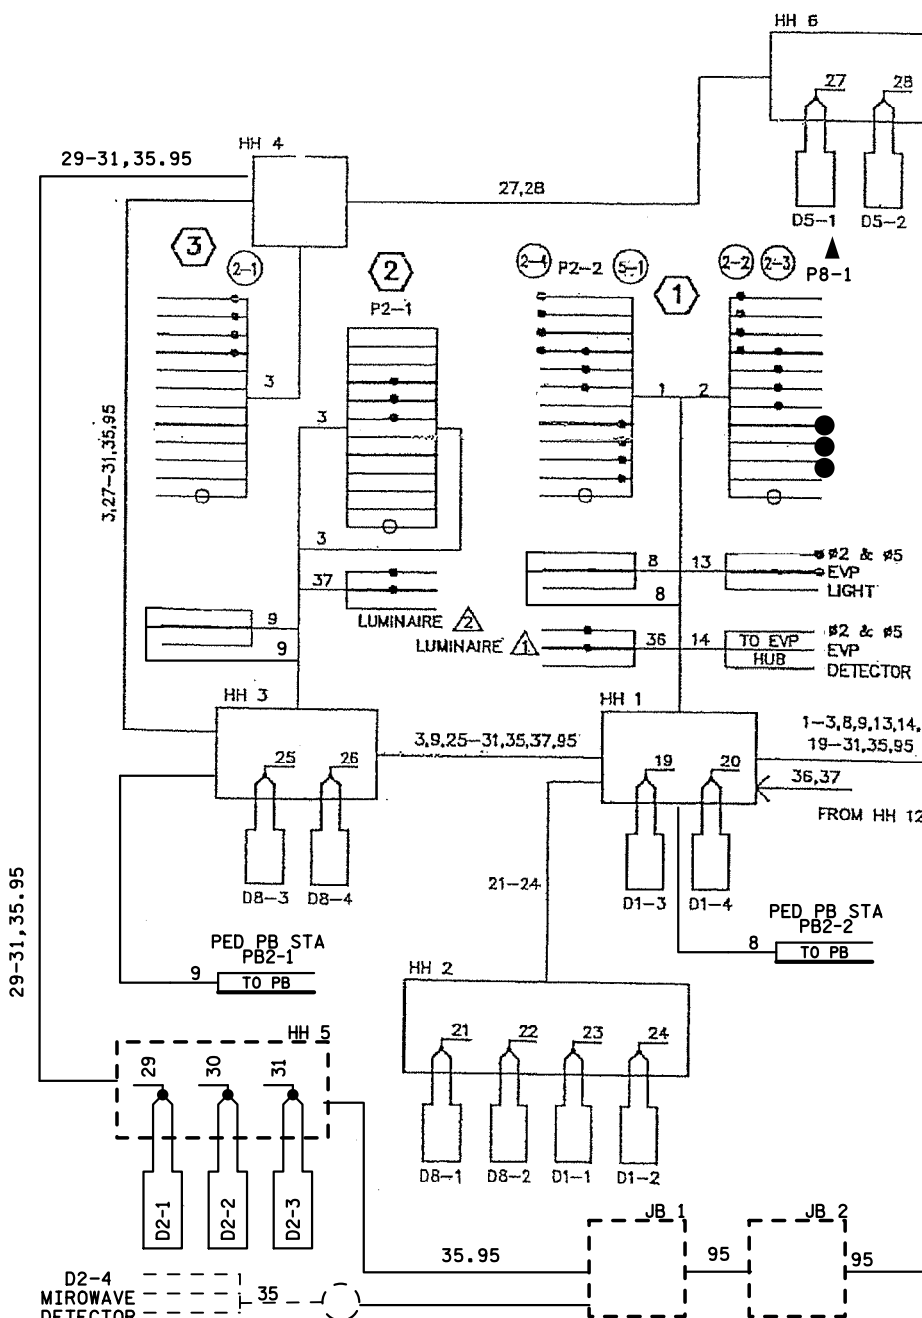 HH 6
27
28
D5-1
D5-2
P8-1
29-31,35.95
HH 4
27,28
3
2-1
2
P2-1
2-4
P2-2
5-1
1
2-2
2-3
3
3
1
2
3,27-31,35,95
3
37
LUMINAIRE 2
8
13
ø2 & ø5
EVP
LIGHT
8
9
9
LUMINAIRE 1
36
14
TO EVP
HUB
ø2 & ø5
EVP
DETECTOR
HH 3
25
26
D8-3
D8-4
3,9,25-31,35,37,95
HH 1
19
20
D1-3
D1-4
1-3,8,9,13,14,
19-31,35,95
36,37
FROM HH 12
29-31,35.95
21-24
PED PB STA
PB2-1
9
TO PB
PED PB STA
PB2-2
8
TO PB
HH 2
21
22
23
24
D8-1
D8-2
D1-1
D1-2
HH 5
29
30
31
D2-1
D2-2
D2-3
35.95
JB 1
95
JB 2
95
D2-4
MIROWAVE
DETECTOR
35